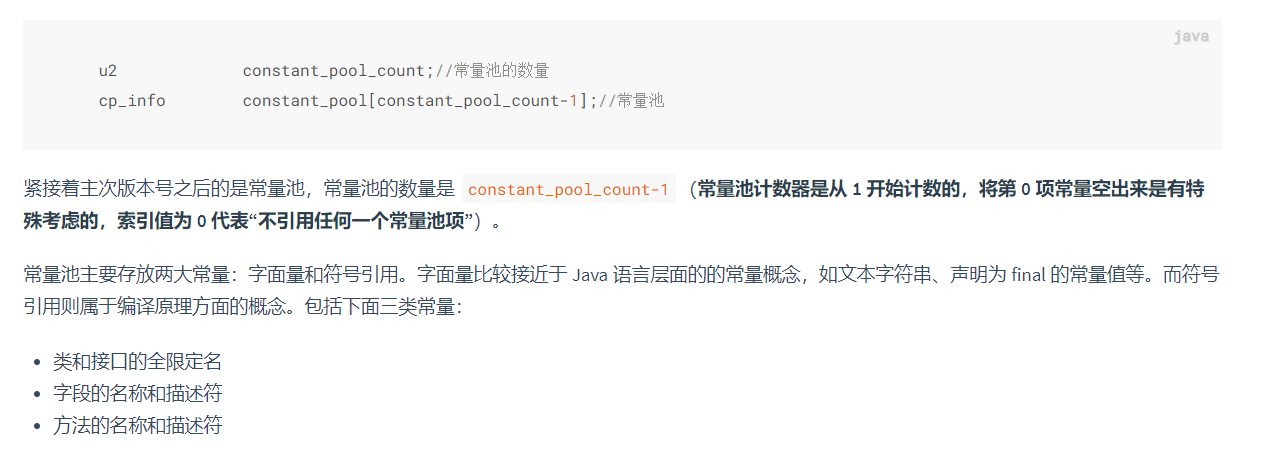 java
u2 constant_pool_count;//常量池的数量
cp_info constant_pool[constant_pool_count-1];//常量池
紧接着主次版本号之后的是常量池，常量池的数量是 constant_pool_count-1 （常量池计数器是从 1 开始计数的，将第 0 项常量空出来是有特
殊考虑的，索引值为 0 代表“不引用任何一个常量池项”）。
常量池主要存放两大常量：字面量和符号引用。字面量比较接近于 Java 语言层面的的常量概念，如文本字符串、声明为 final 的常量值等。而符号
引用则属于编译原理方面的概念。包括下面三类常量：
• 类和接口的全限定名
• 字段的名称和描述符
• 方法的名称和描述符